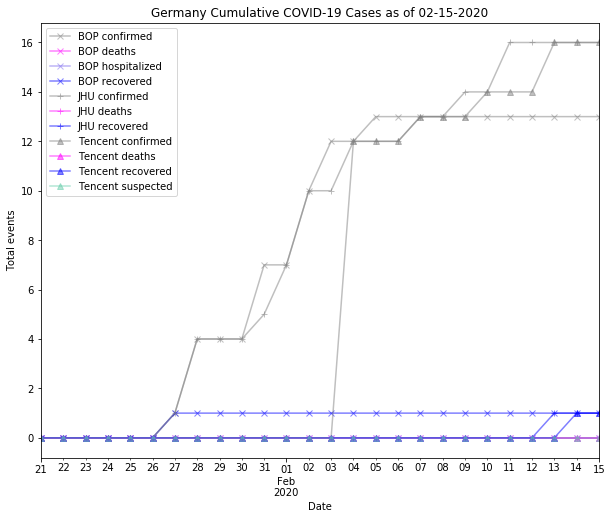 Germany Cumulative COVID-19 Cases as of 02-15-2020
BOP confirmed
BOP deaths
BOP hospitalized
BOP recovered
JHU confirmed
JHU deaths
JHU recovered
Tencent confirmed
Tencent deaths
Tencent recovered
Tencent suspected
16
14
12
10
8
6
4
2
0
Total events
21 22 23 24 25 26 27 28 29 30 31 01 02 03 04 05 06 07 08 09 10 11 12 13 14 15
Feb
2020
Date